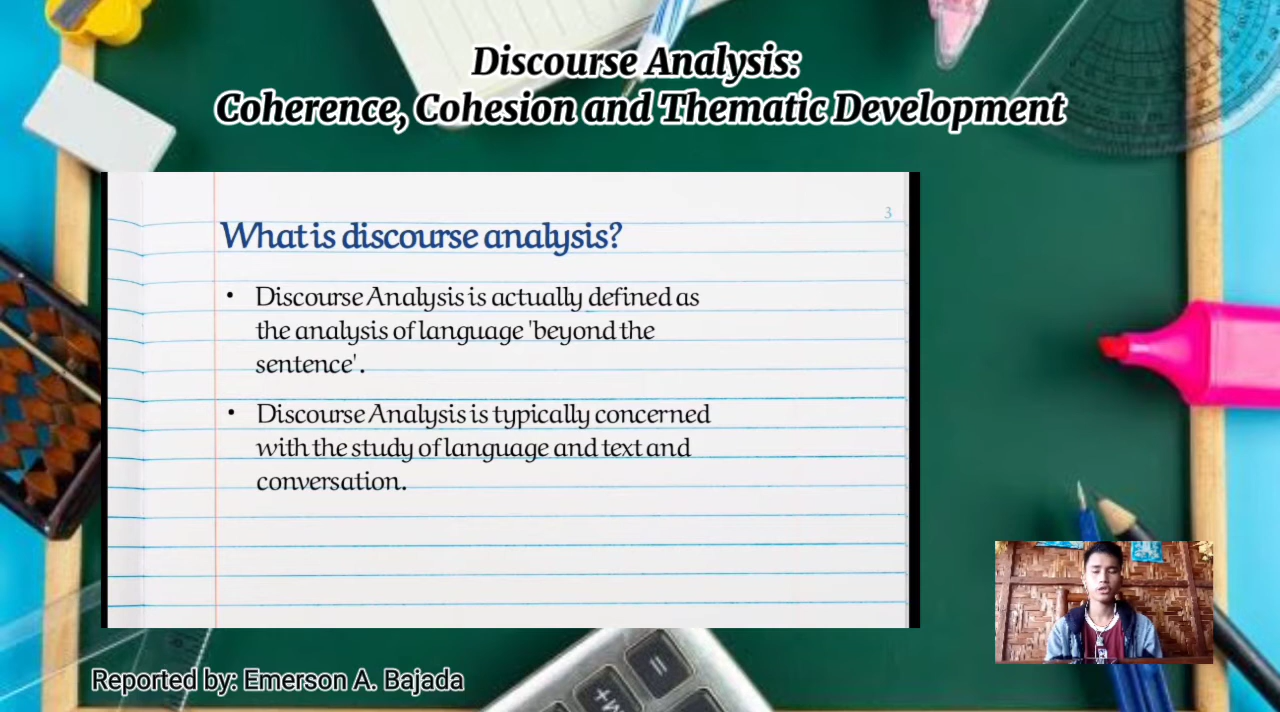 Discourse Analysis:
Coherence, Cohesion and Thematic Development
3
What is discourse analysis?
• Discourse Analysis is actually defined as
the analysis of language 'beyond the
sentence'.
• Discourse Analysis is typically concerned
with the study of language and text and
conversation.
Reported by: Emerson A. Bajada